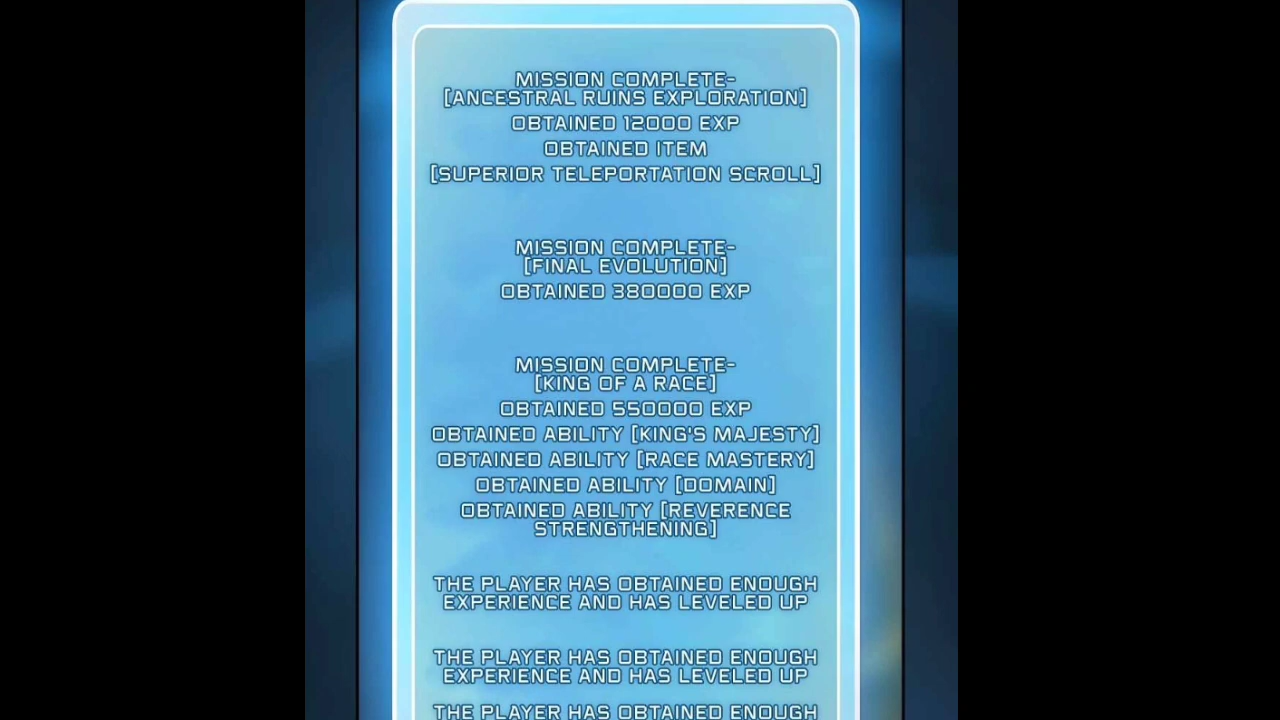 MISSION COMPLETE-
[ANCESTRAL RUINS EXPLORATION]
OBTAINED 12000 EXP
OBTAINED ITEM
[SUPERIOR TELEPORTATION SCROLL]
MISSION COMPLETE-
[FINAL EVOLUTION]
OBTAINED 380000 EXP
MISSION COMPLETE-
[KING OF A RACE]
OBTAINED 550000 EXP
OBTAINED ABILITY [KING'S MAJESTY]
OBTAINED ABILITY [RACE MASTERY]
OBTAINED ABILITY [DOMAIN]
OBTAINED ABILITY [REVERENCE
STRENGTHENING]
THE PLAYER HAS OBTAINED ENOUGH
EXPERIENCE AND HAS LEVELED UP
THE PLAYER HAS OBTAINED ENOUGH
EXPERIENCE AND HAS LEVELED UP
THE PLAYER HAS OBTAINED ENOUGH